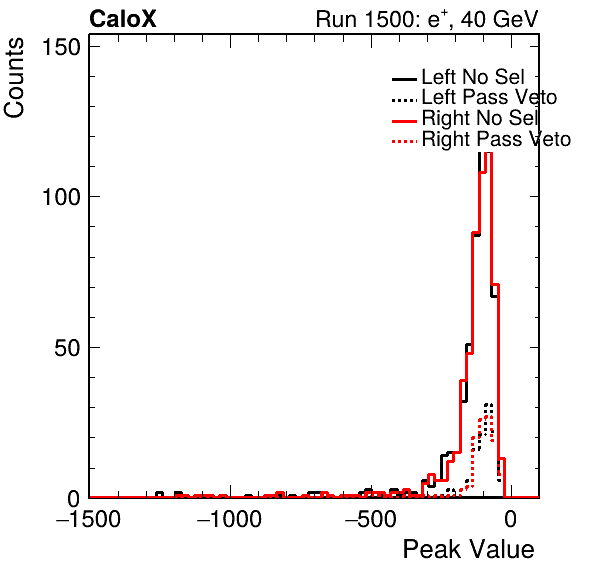 CaloX Run 1500: e⁺, 40 GeV
Counts
150
Left No Sel
Left Pass Veto
Right No Sel
Right Pass Veto
100
50
0
−1500 −1000 −500 0
Peak Value